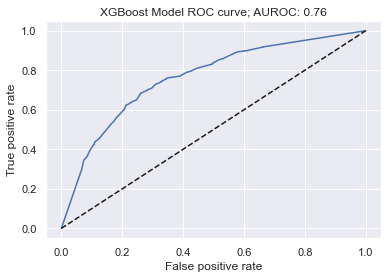 XGBoost Model ROC curve; AUROC: 0.76
1.0
0.8
0.6
0.4
0.2
0.0
True positive rate
0.0 0.2 0.4 0.6 0.8 1.0
False positive rate